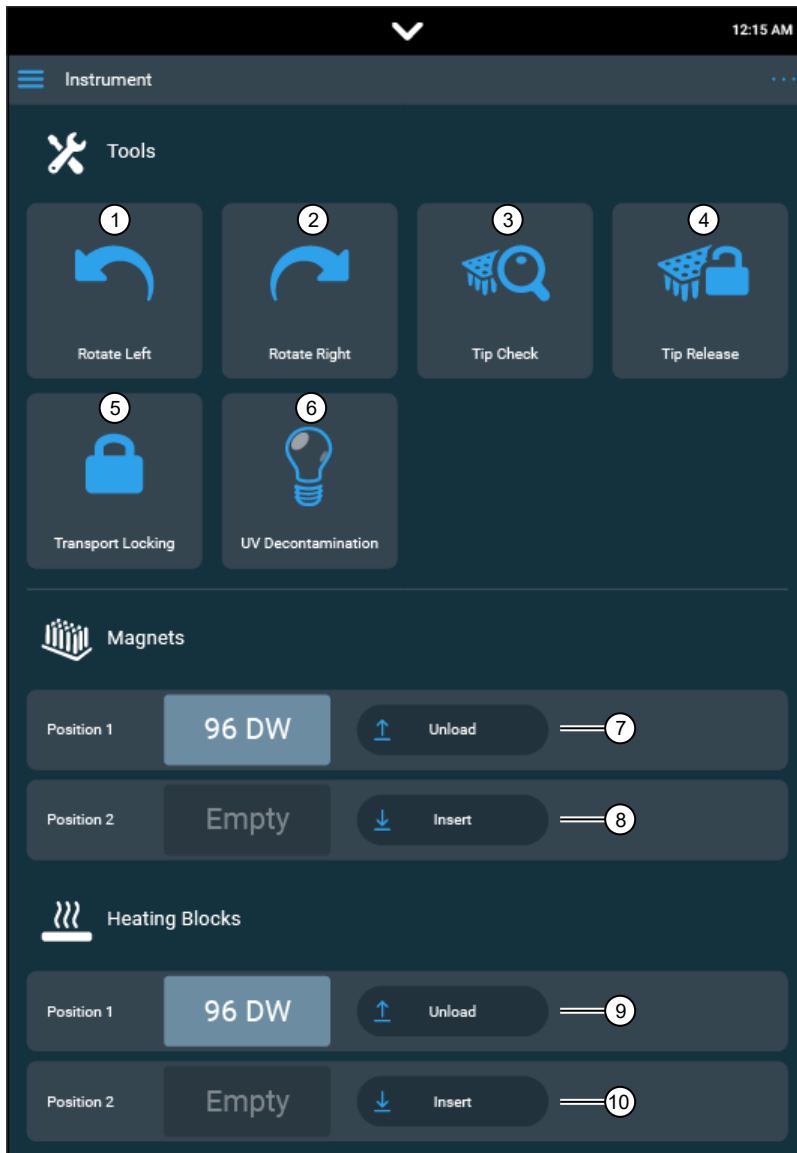 12:15 AM
Instrument
Tools
1 2 3 4
Rotate Left Rotate Right Tip Check Tip Release
5 6
Transport Locking UV Decontamination
Magnets
Position 1 96 DW Unload 7
Position 2 Empty Insert 8
Heating Blocks
Position 1 96 DW Unload 9
Position 2 Empty Insert 10